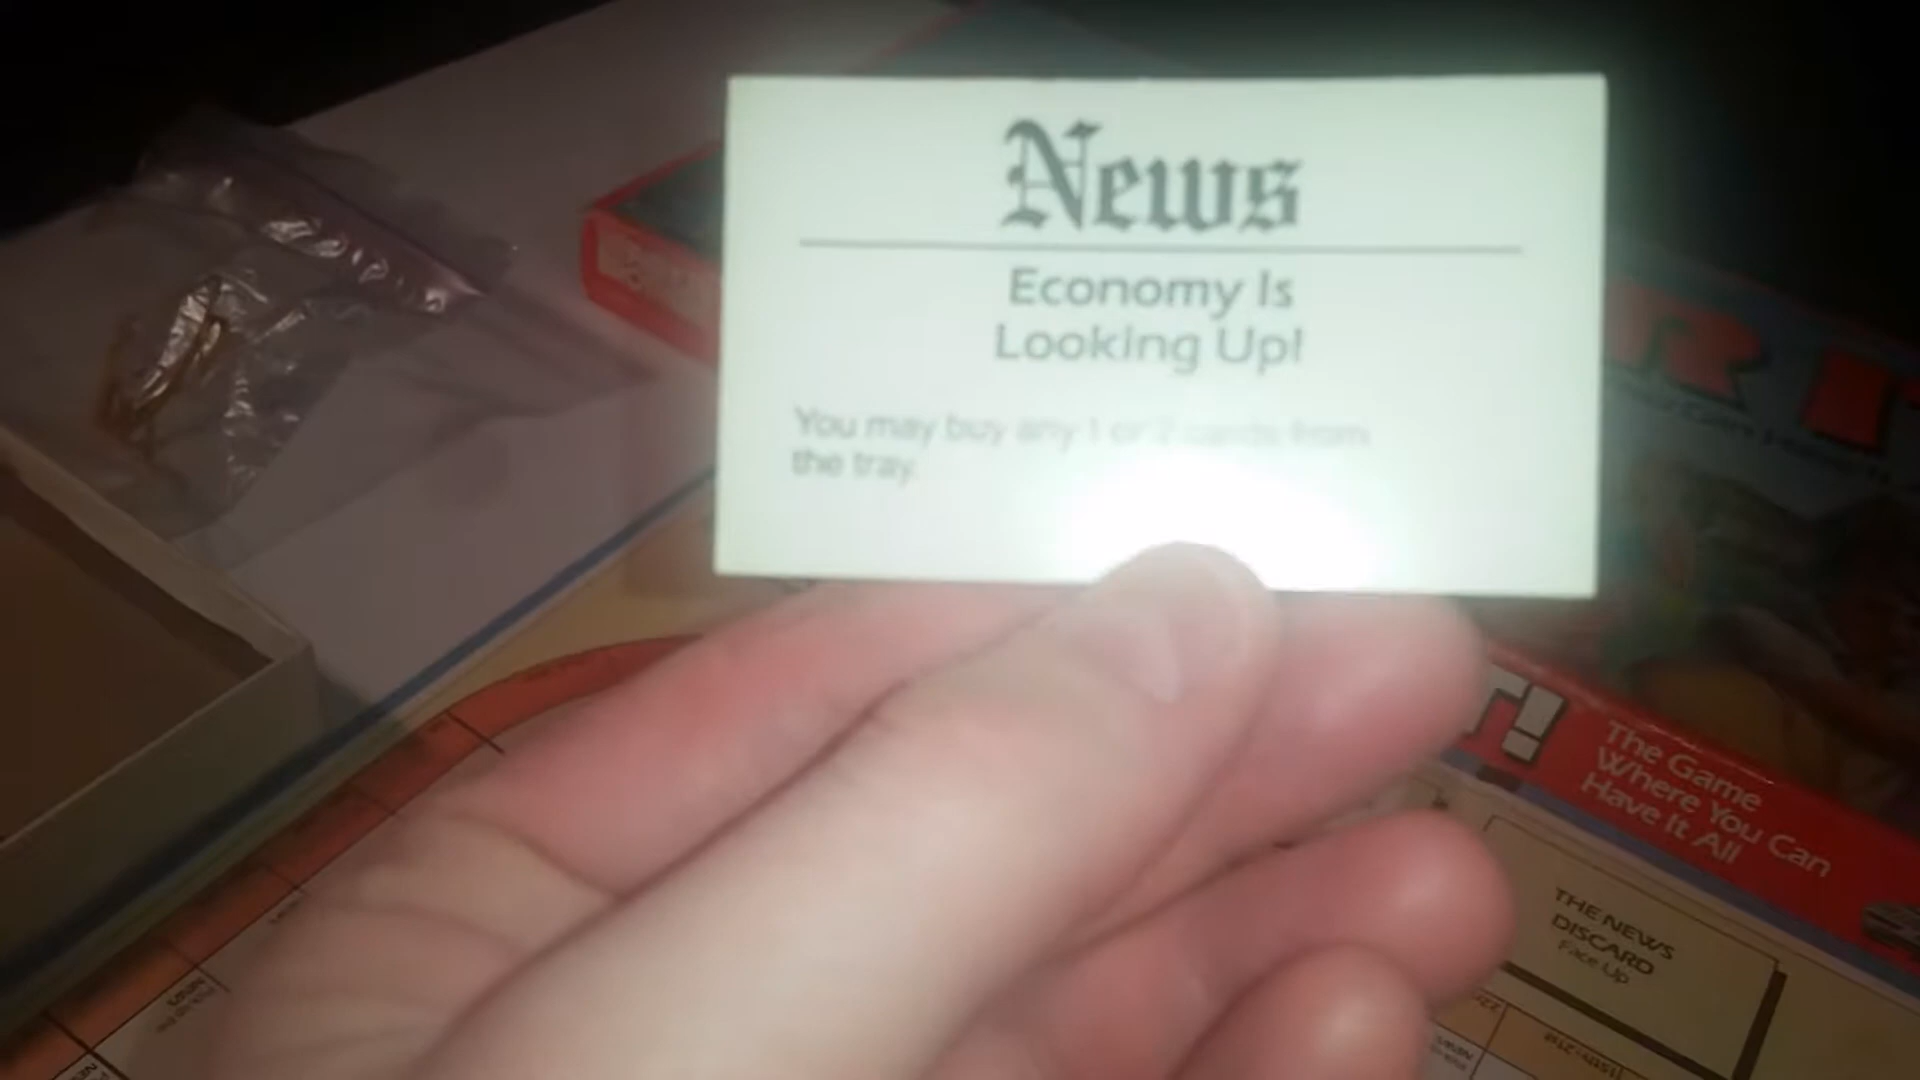 News
Economy Is
Looking Up!
You may buy any 1 or 2 cards from
the tray.
R I
T!
The Game
Where You Can
Have It All
THE NEWS
DISCARD
Face Up